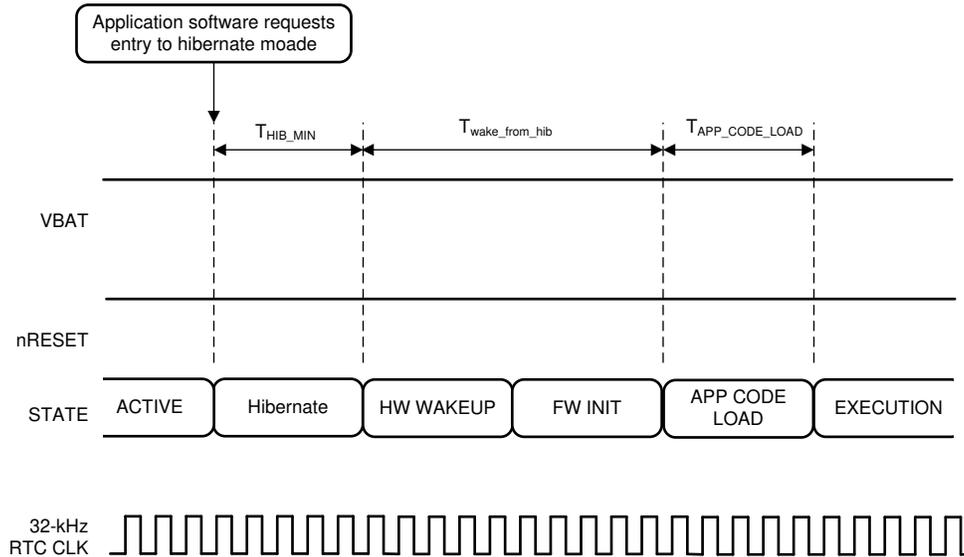 Application software requests
entry to hibernate moade
THIB_MIN
Twake_from_hib
TAPP_CODE_LOAD
VBAT
nRESET
STATE
ACTIVE
Hibernate
HW WAKEUP
FW INIT
APP CODE
LOAD
EXECUTION
32-kHz
RTC CLK